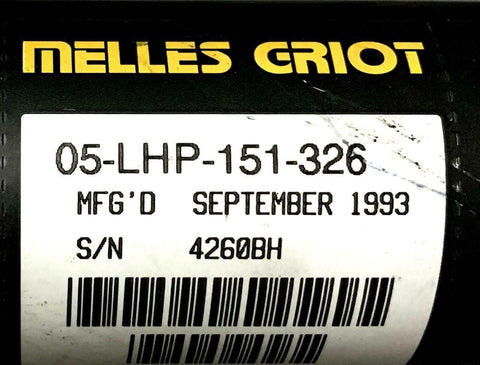 MELLES GRIOT
05-LHP-151-326
MFG'D SEPTEMBER 1993
S/N 4260BH